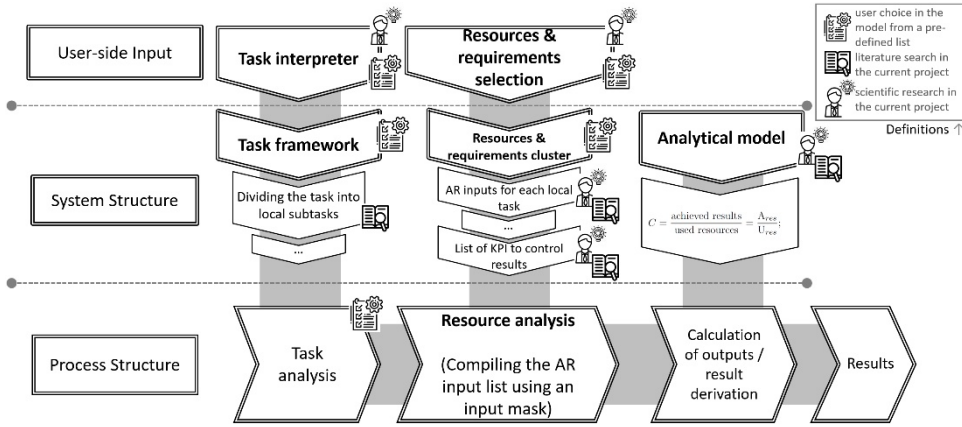 User-side Input
Task interpreter
Resources &
requirements
selection
user choice in the
model from a pre-
defined list
literature search in
the current project
scientific research in
the current project
Definitions ↑
System Structure
Task framework
Dividing the task into
local subtasks
...
Resources &
requirements cluster
AR inputs for each local
task
...
List of KPI to control
results
Analytical model
C = achieved results / used resources = A_res / U_res;
Process Structure
Task
analysis
Resource analysis
(Compiling the AR
input list using an
input mask)
Calculation
of outputs /
result
derivation
Results